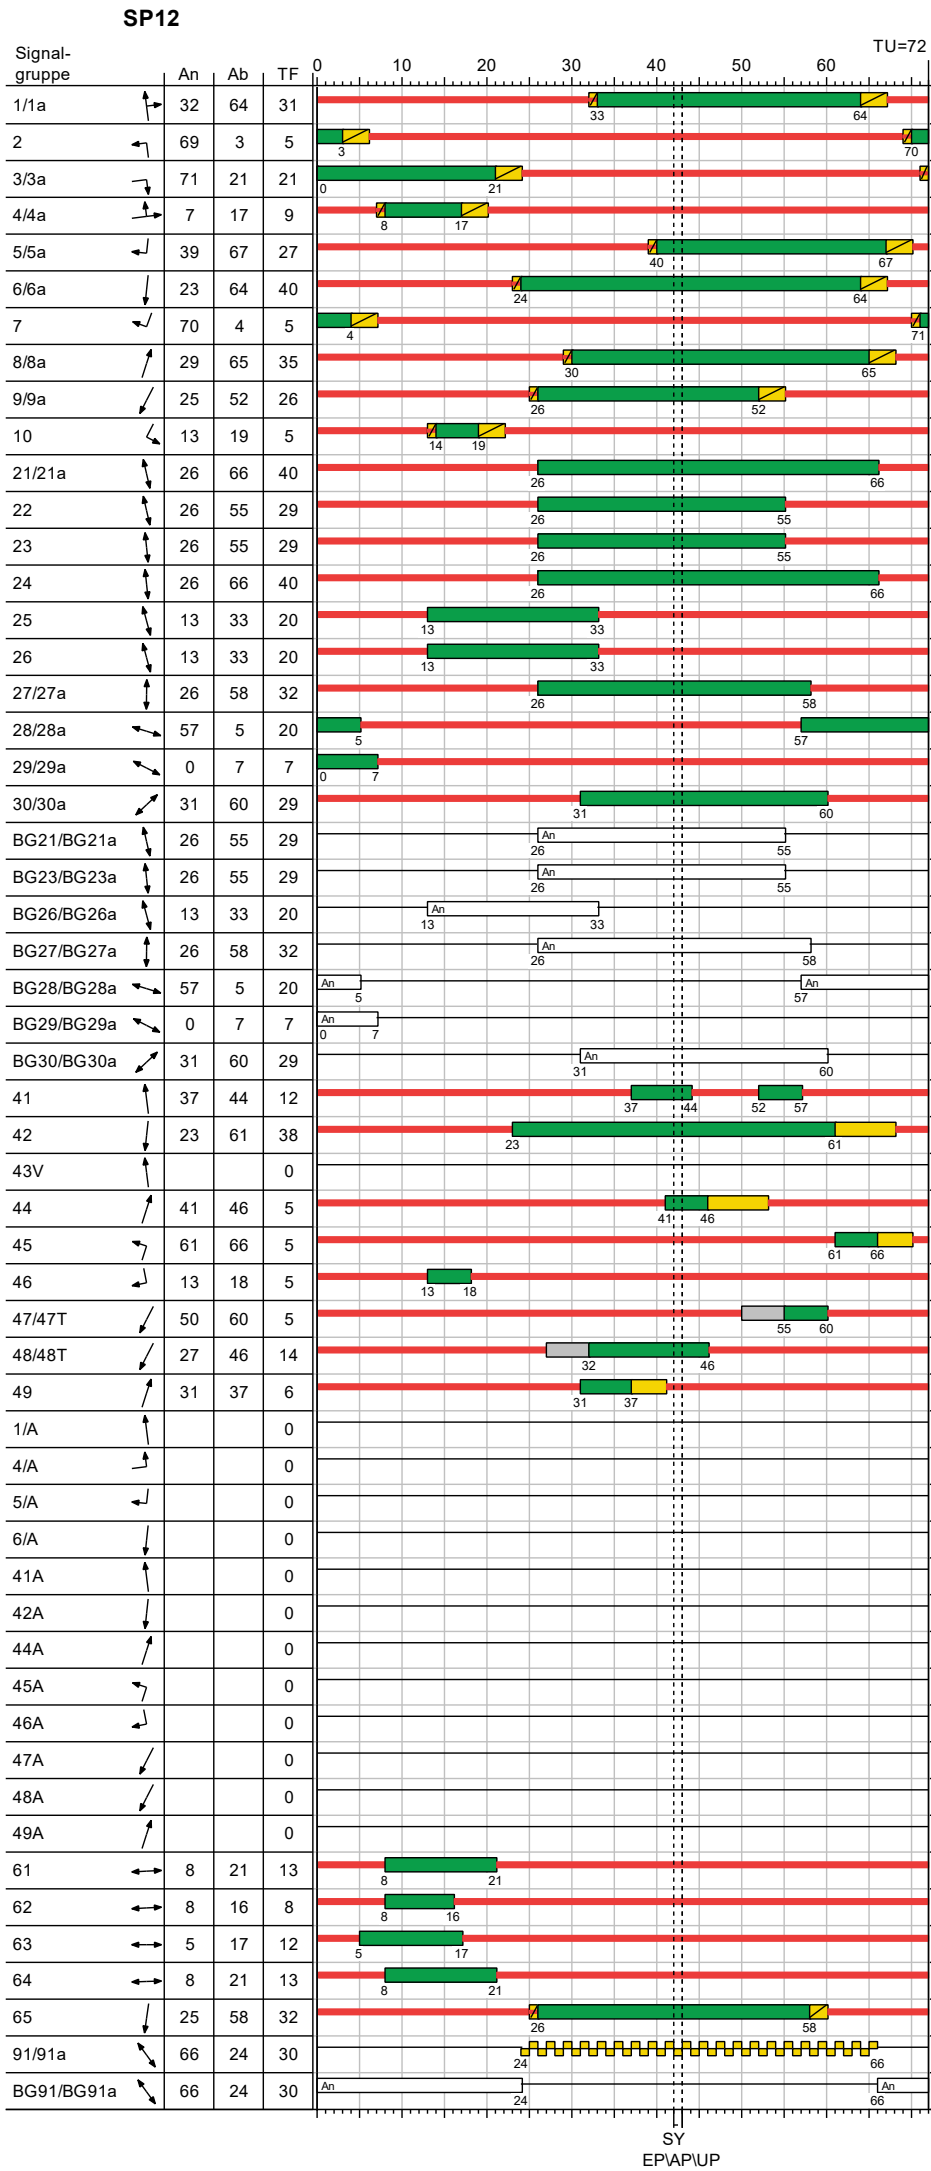 SP12
TU=72
Signal-
gruppe An Ab TF 0 10 20 30 40 50 60
1/1a 32 64 31 33 64
2 69 3 5 3 70
3/3a 71 21 21 0 21
4/4a 7 17 9 8 17
5/5a 39 67 27 40 67
6/6a 23 64 40 24 64
7 70 4 5 4 71
8/8a 29 65 35 30 65
9/9a 25 52 26 26 52
10 13 19 5 14 19
21/21a 26 66 40 26 66
22 26 55 29 26 55
23 26 55 29 26 55
24 26 66 40 26 66
25 13 33 20 13 33
26 13 33 20 13 33
27/27a 26 58 32 26 58
28/28a 57 5 20 5 57
29/29a 0 7 7 0 7
30/30a 31 60 29 31 60
BG21/BG21a 26 55 29 An 26 55
BG23/BG23a 26 55 29 An 26 55
BG26/BG26a 13 33 20 An 13 33
BG27/BG27a 26 58 32 An 26 58
BG28/BG28a 57 5 20 An 5 An 57
BG29/BG29a 0 7 7 An 0 7
BG30/BG30a 31 60 29 An 31 60
41 37 44 12 37 44 52 57
42 23 61 38 23 61
43V 0
44 41 46 5 41 46
45 61 66 5 61 66
46 13 18 5 13 18
47/47T 50 60 5 55 60
48/48T 27 46 14 32 46
49 31 37 6 31 37
1/A 0
4/A 0
5/A 0
6/A 0
41A 0
42A 0
44A 0
45A 0
46A 0
47A 0
48A 0
49A 0
61 8 21 13 8 21
62 8 16 8 8 16
63 5 17 12 5 17
64 8 21 13 8 21
65 25 58 32 26 58
91/91a 66 24 30 24 66
BG91/BG91a 66 24 30 An 24 An 66
SY
EP\AP\UP